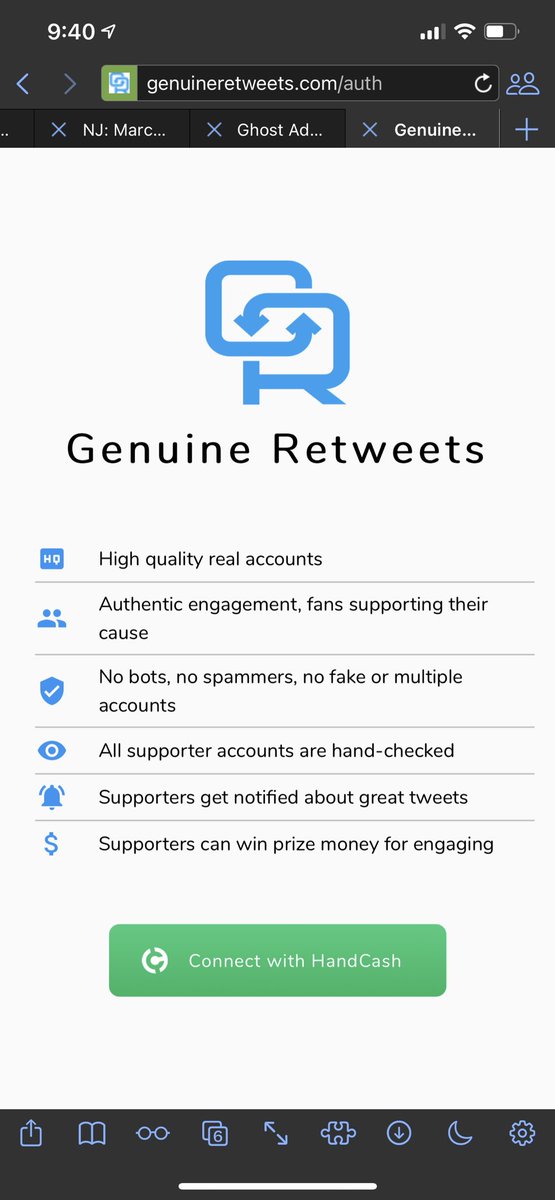 9:40
genuineretweets.com/auth
.. NJ: Marc... Ghost Ad... Genuine...
Genuine Retweets
HQ High quality real accounts
Authentic engagement, fans supporting their
cause
No bots, no spammers, no fake or multiple
accounts
All supporter accounts are hand-checked
Supporters get notified about great tweets
$ Supporters can win prize money for engaging
Connect with HandCash
6